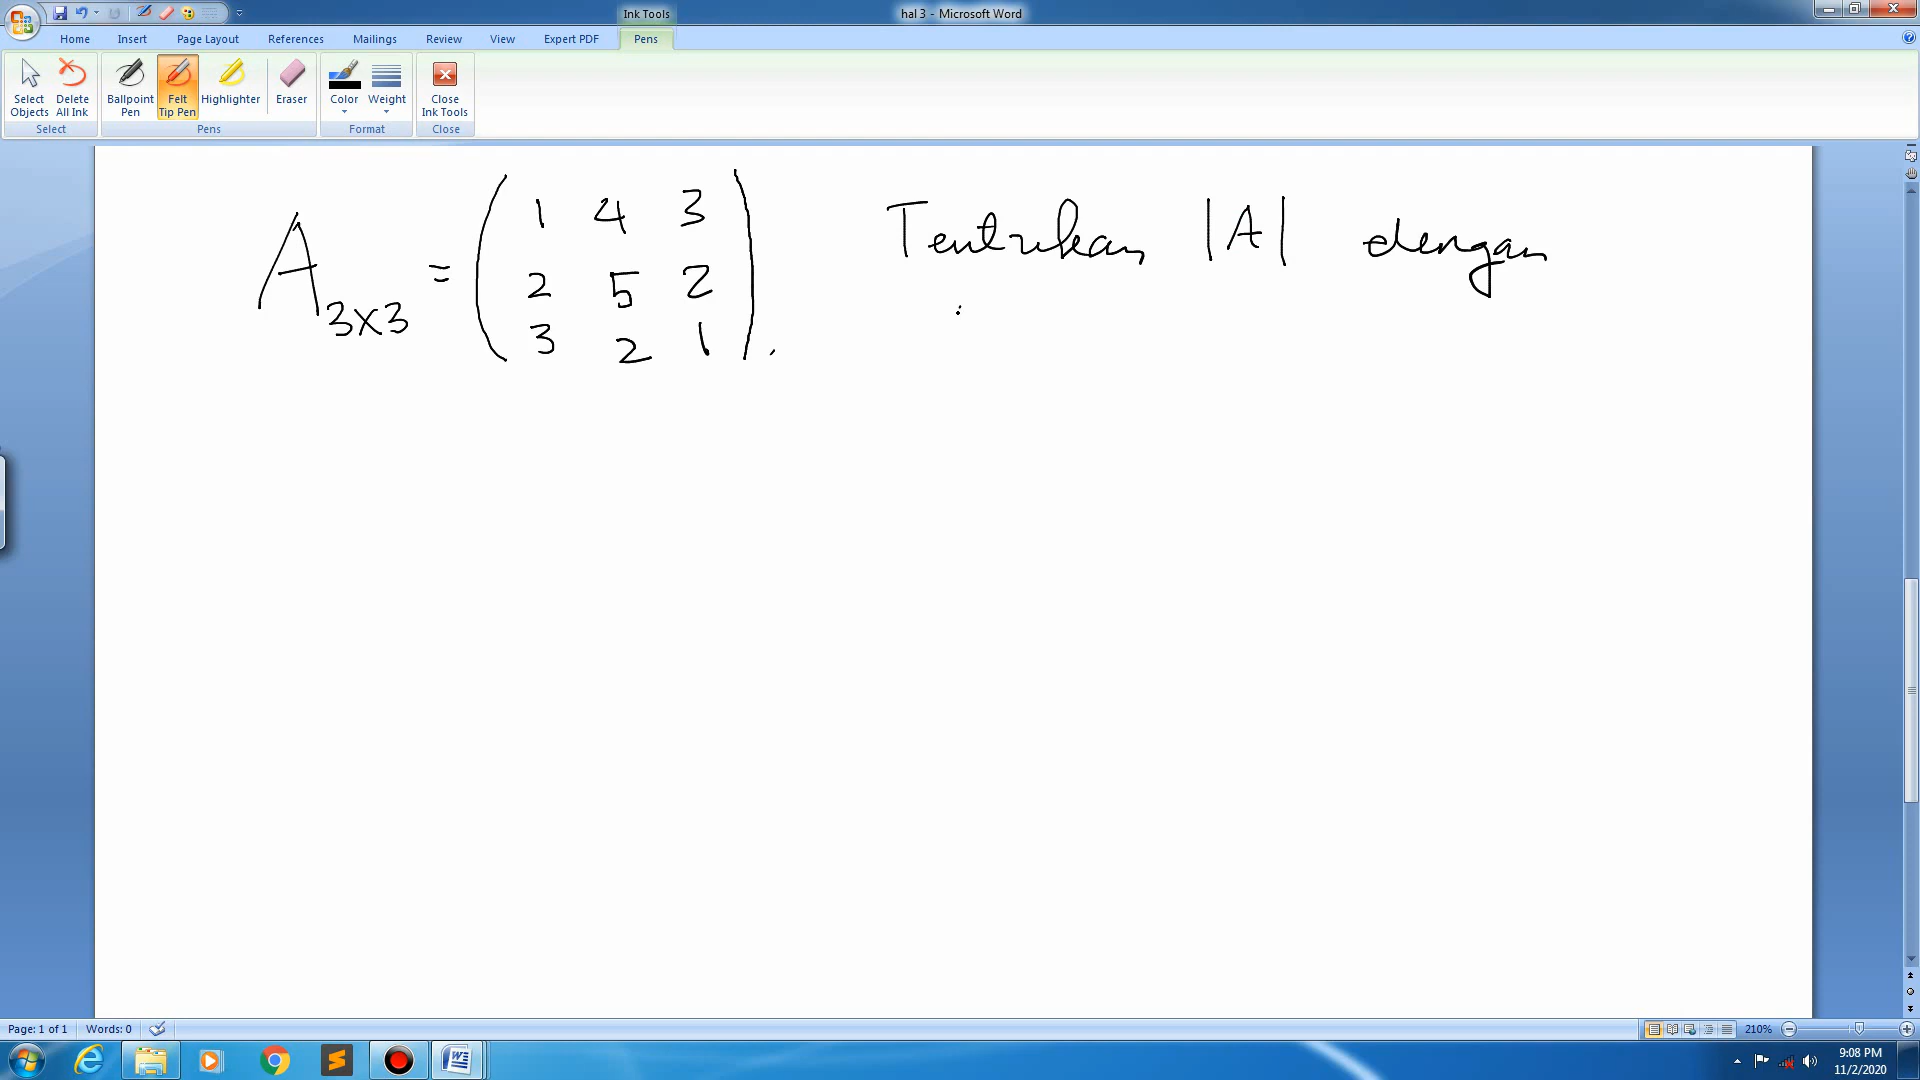 Ink Tools
hal 3 - Microsoft Word
Home Insert Page Layout References Mailings Review View Expert PDF Pens
Select Objects Delete All Ink Ballpoint Pen Felt Tip Pen Highlighter Eraser Color Weight Close Ink Tools
Select Pens Format Close
A3x3 = ( 1 4 3
2 5 2
3 2 1 ) .
Tentukan |A| dengan
Page: 1 of 1 Words: 0 210%
9:08 PM
11/2/2020